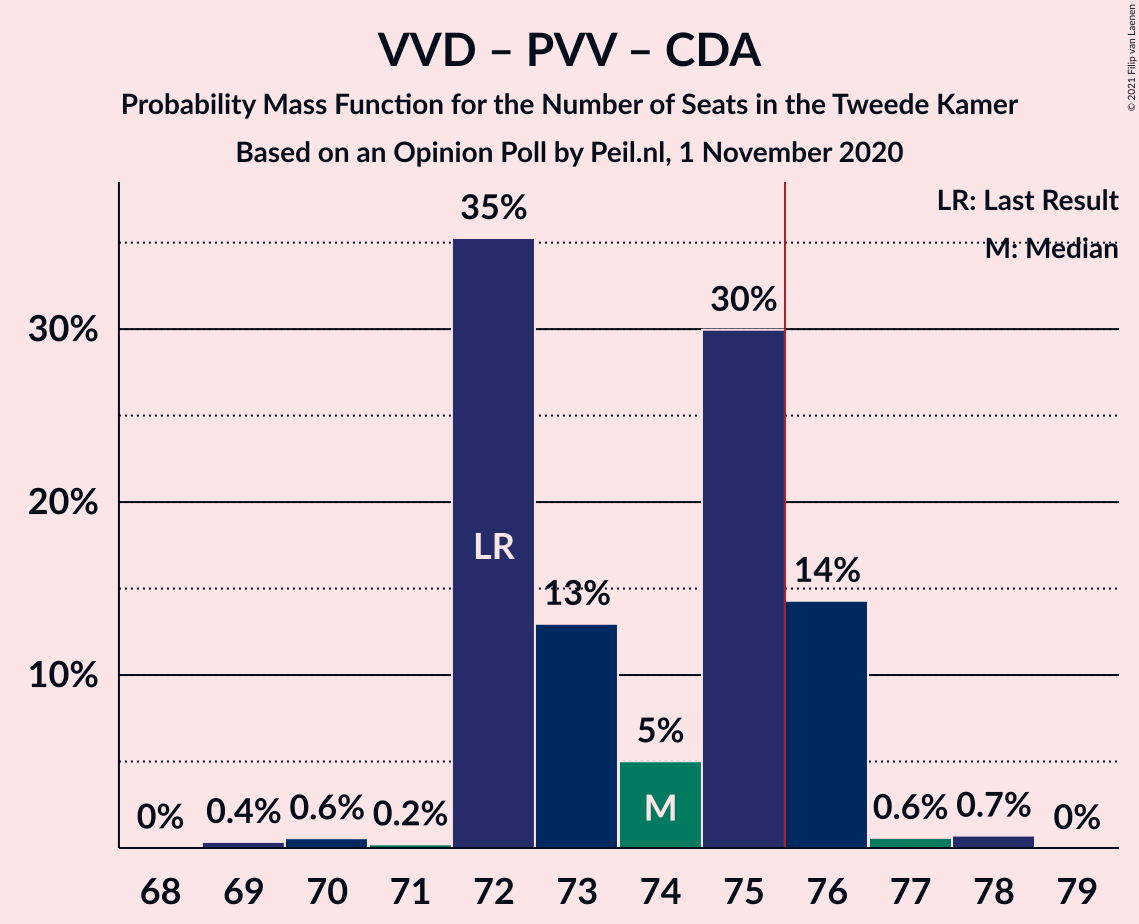 VVD – PVV – CDA
Probability Mass Function for the Number of Seats in the Tweede Kamer
Based on an Opinion Poll by Peil.nl, 1 November 2020
© 2021 Filip van Laenen
LR: Last Result
M: Median
35%
30%
30%
20%
LR
14%
13%
10%
5%
M
0% 0.4% 0.6% 0.2% 0.6% 0.7% 0%
68 69 70 71 72 73 74 75 76 77 78 79